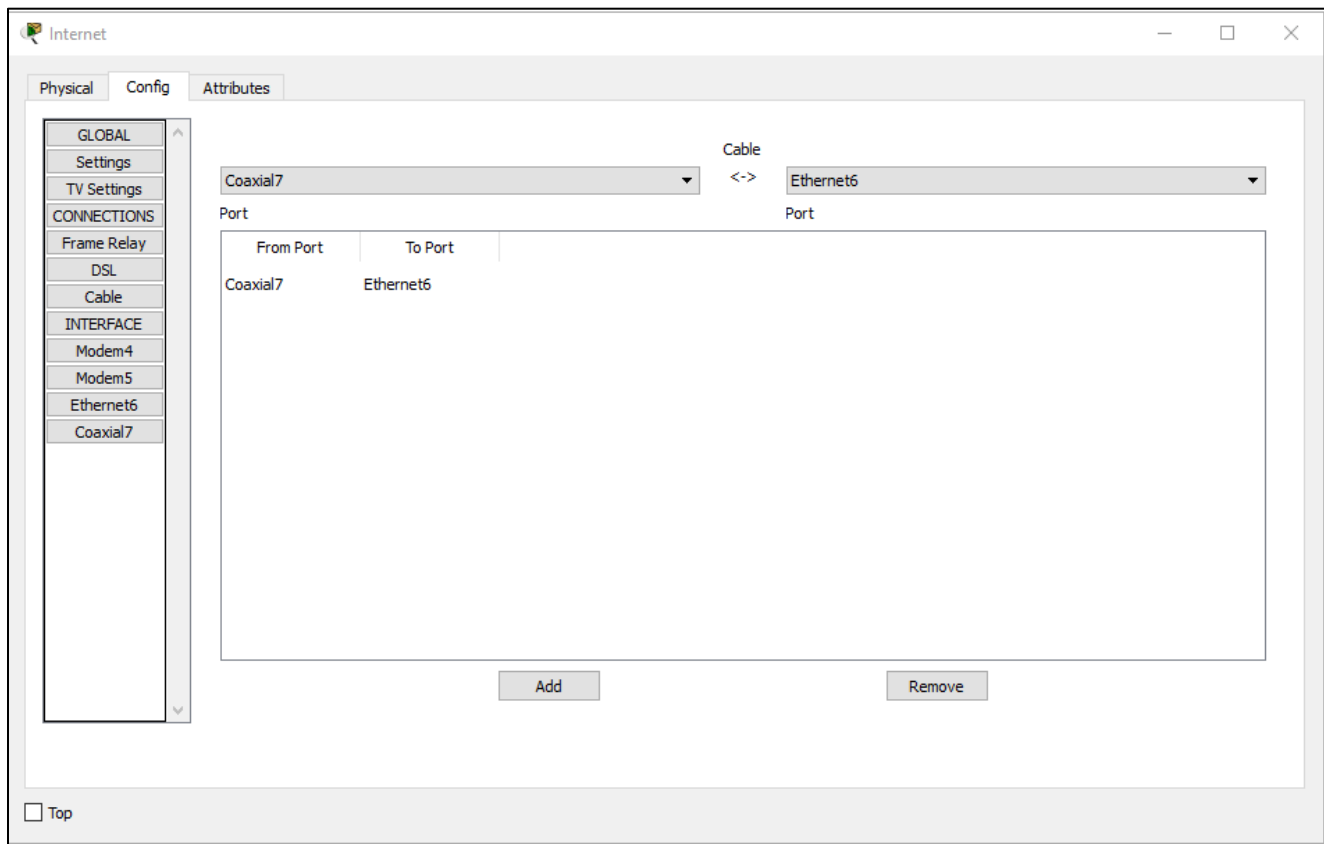 Internet
Physical Config Attributes
GLOBAL
Settings
TV Settings
CONNECTIONS
Frame Relay
DSL
Cable
INTERFACE
Modem4
Modem5
Ethernet6
Coaxial7
Cable
Coaxial7 <-> Ethernet6
Port Port
From Port To Port
Coaxial7 Ethernet6
Add Remove
Top